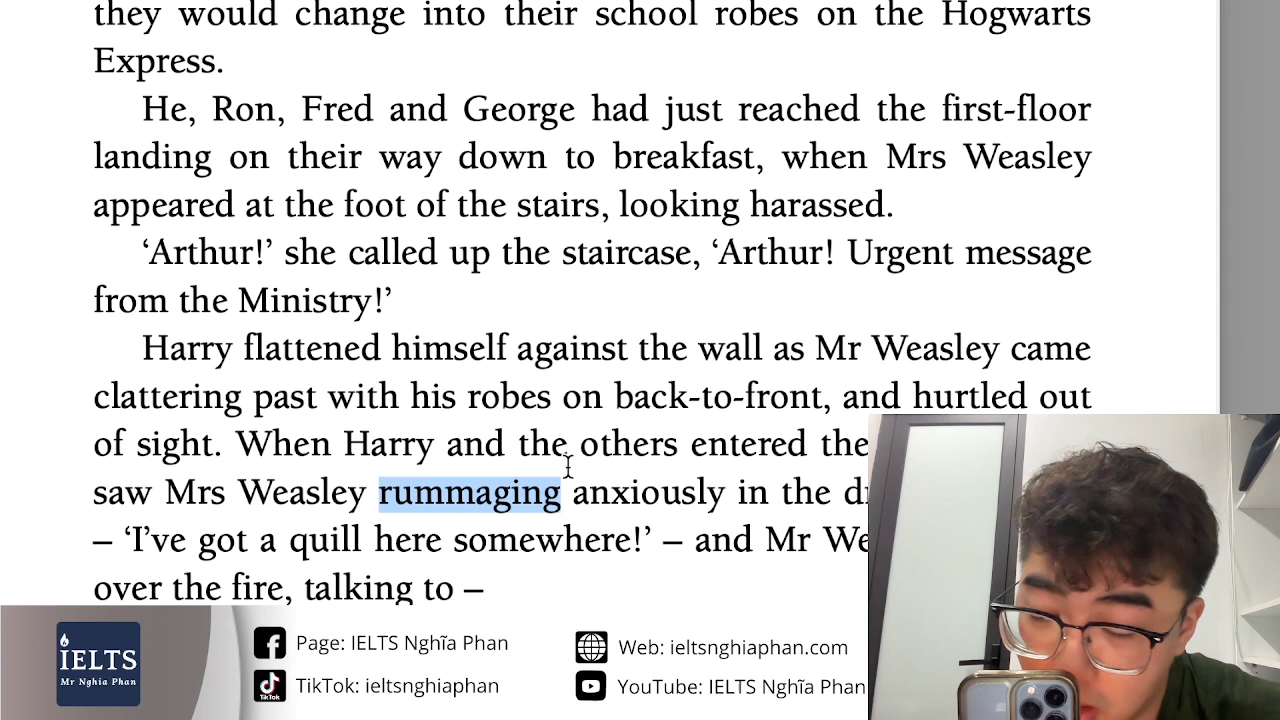 they would change into their school robes on the Hogwarts
Express.
He, Ron, Fred and George had just reached the first-floor
landing on their way down to breakfast, when Mrs Weasley
appeared at the foot of the stairs, looking harassed.
‘Arthur!’ she called up the staircase, ‘Arthur! Urgent message
from the Ministry!’
Harry flattened himself against the wall as Mr Weasley came
clattering past with his robes on back-to-front, and hurtled out
of sight. When Harry and the others entered the
saw Mrs Weasley rummaging anxiously in the
– ‘I’ve got a quill here somewhere!’ – and Mr
over the fire, talking to –
IELTS
Mr Nghia Phan
Page: IELTS Nghĩa Phan
TikTok: ieltsnghiaphan
Web: ieltsnghiaphan.com
YouTube: IELTS Nghĩa Phan
TikTok